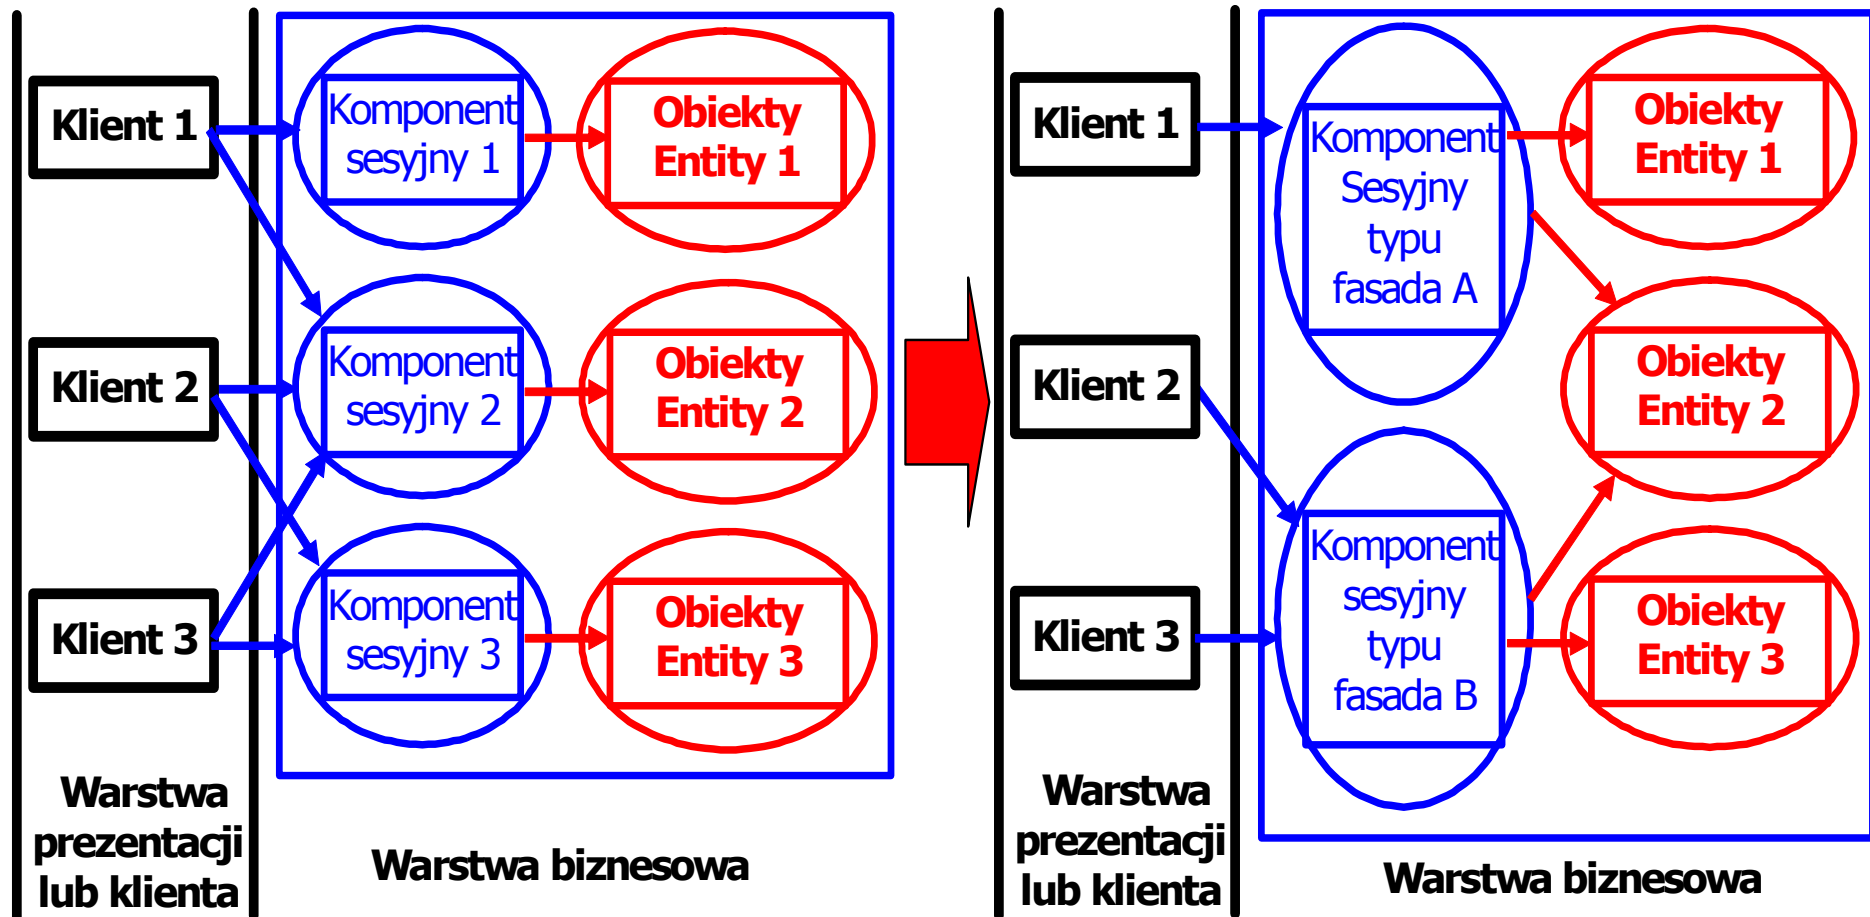 Klient 1
Komponent
sesyjny 1
Obiekty
Entity 1
Klient 2
Komponent
sesyjny 2
Obiekty
Entity 2
Klient 3
Komponent
sesyjny 3
Obiekty
Entity 3
Warstwa
prezentacji
lub klienta
Warstwa biznesowa
Klient 1
Komponent
Sesyjny
typu
fasada A
Obiekty
Entity 1
Klient 2
Obiekty
Entity 2
Klient 3
Komponent
sesyjny
typu
fasada B
Obiekty
Entity 3
Warstwa
prezentacji
lub klienta
Warstwa biznesowa